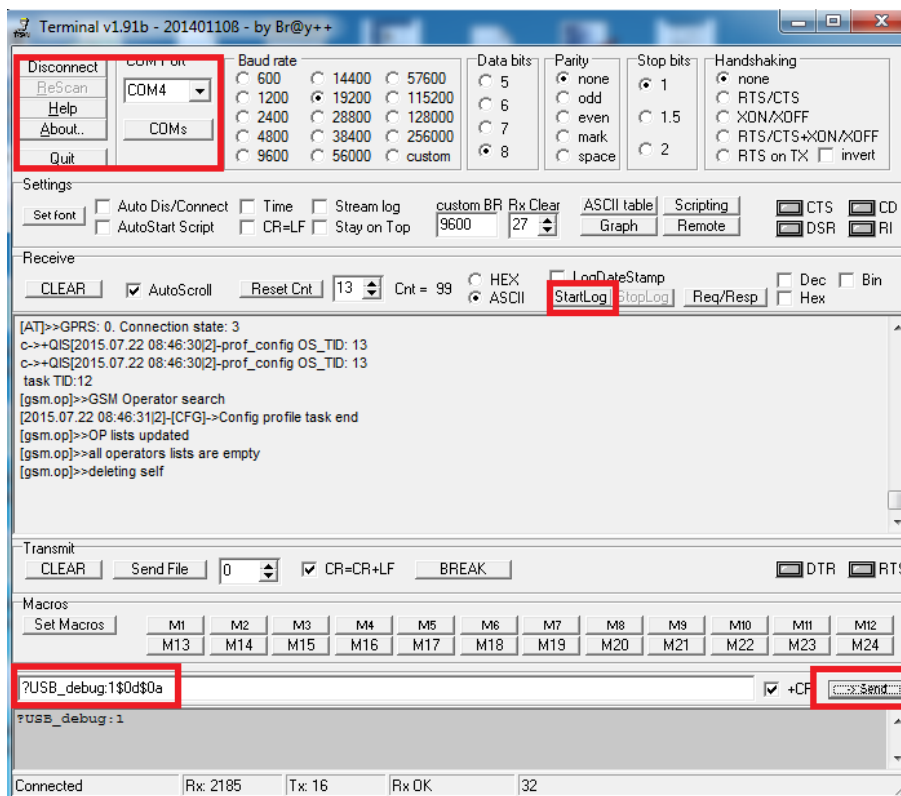 Terminal v1.91b - 20140110ß - by Br@y++
Disconnect
ReScan
Help
About..
Quit
COM Port
COM4
COMs
Baud rate
600 14400 57600
1200 19200 115200
2400 28800 128000
4800 38400 256000
9600 56000 custom
Data bits
5
6
7
8
Parity
none
odd
even
mark
space
Stop bits
1
1.5
2
Handshaking
none
RTS/CTS
XON/XOFF
RTS/CTS+XON/XOFF
RTS on TX invert
Settings
Set font
Auto Dis/Connect Time Stream log
AutoStart Script CR=LF Stay on Top
custom BR Rx Clear
9600 27
ASCII table Scripting
Graph Remote
CTS CD
DSR RI
Receive
CLEAR AutoScroll Reset Cnt 13 Cnt = 99
HEX
ASCII
LogDateStamp
StartLog StopLog Req/Resp
Dec Bin
Hex
[AT]>>GPRS: 0. Connection state: 3
c->+QIS[2015.07.22 08:46:30|2]-prof_config OS_TID: 13
c->+QIS[2015.07.22 08:46:30|2]-prof_config OS_TID: 13
task TID:12
[gsm.op]>>GSM Operator search
[2015.07.22 08:46:31|2]-[CFG]->Config profile task end
[gsm.op]>>OP lists updated
[gsm.op]>>all operators lists are empty
[gsm.op]>>deleting self
Transmit
CLEAR Send File 0 CR=CR+LF BREAK DTR RTS
Macros
Set Macros M1 M2 M3 M4 M5 M6 M7 M8 M9 M10 M11 M12
M13 M14 M15 M16 M17 M18 M19 M20 M21 M22 M23 M24
?USB_debug:1$0d$0a +CF -> Send
?USB_debug:1
Connected Rx: 2185 Tx: 16 Rx OK 32